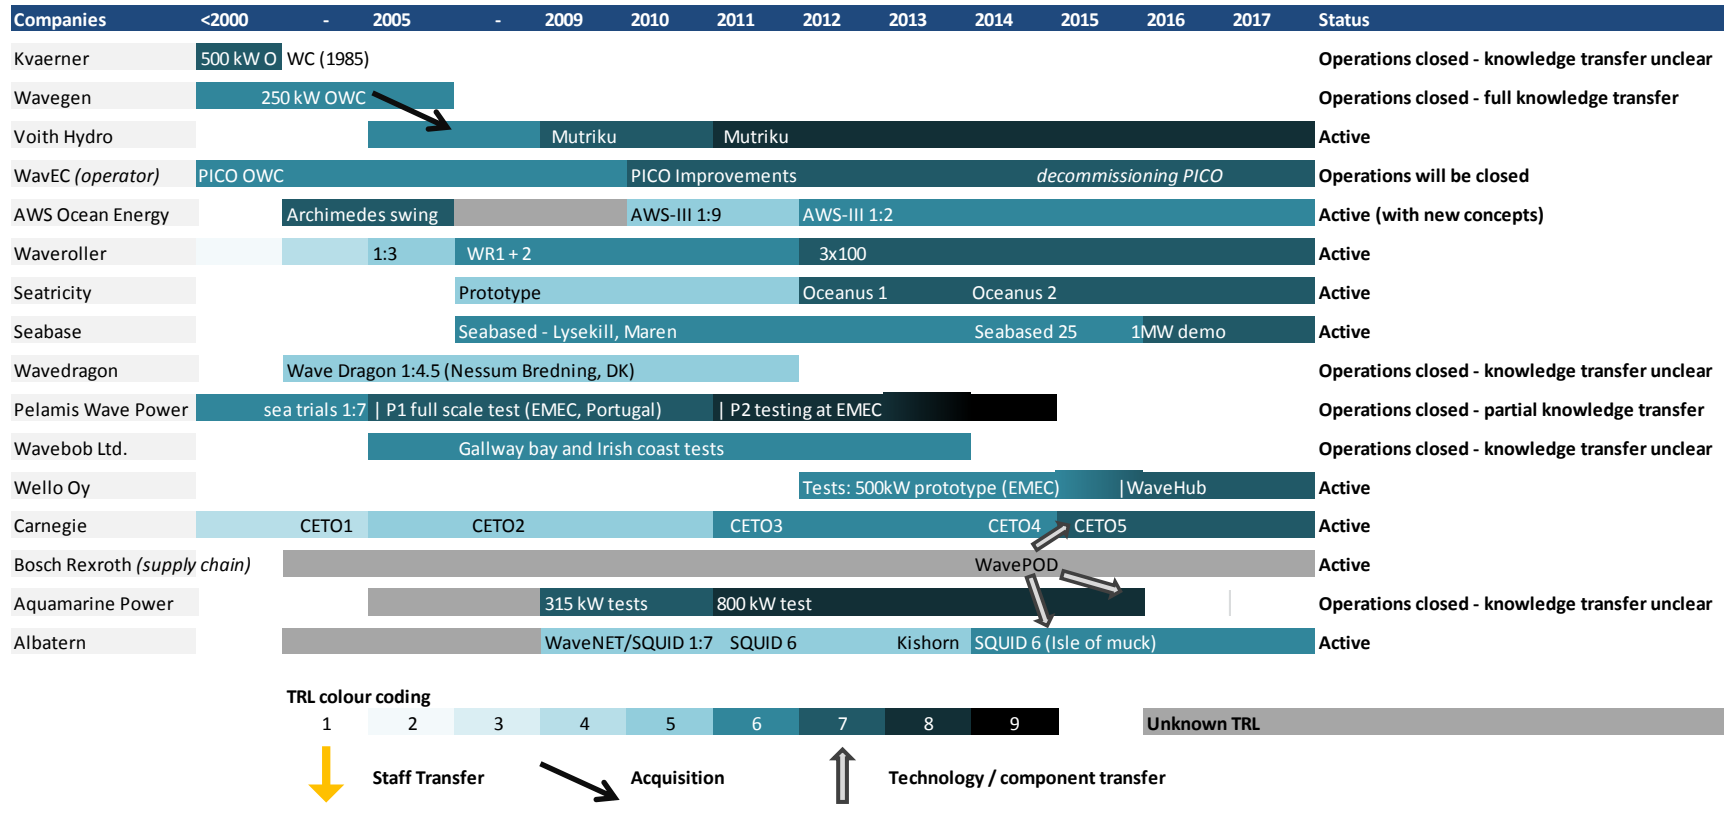 Companies <2000 - 2005 - 2009 2010 2011 2012 2013 2014 2015 2016 2017 Status
Kvaerner 500 kW O WC (1985) Operations closed - knowledge transfer unclear
Wavegen 250 kW OWC Operations closed - full knowledge transfer
Voith Hydro Mutriku Mutriku Active
WavEC (operator) PICO OWC PICO Improvements decommissioning PICO Operations will be closed
AWS Ocean Energy Archimedes swing AWS-III 1:9 AWS-III 1:2 Active (with new concepts)
Waveroller 1:3 WR1 + 2 3x100 Active
Seatricity Prototype Oceanus 1 Oceanus 2 Active
Seabase Seabased - Lysekill, Maren Seabased 25 1MW demo Active
Wavedragon Wave Dragon 1:4.5 (Nessum Bredning, DK) Operations closed - knowledge transfer unclear
Pelamis Wave Power sea trials 1:7 | P1 full scale test (EMEC, Portugal) | P2 testing at EMEC Operations closed - partial knowledge transfer
Wavebob Ltd. Gallway bay and Irish coast tests Operations closed - knowledge transfer unclear
Wello Oy Tests: 500kW prototype (EMEC) |WaveHub Active
Carnegie CETO1 CETO2 CETO3 CETO4 CETO5 Active
Bosch Rexroth (supply chain) WavePOD Active
Aquamarine Power 315 kW tests 800 kW test Operations closed - knowledge transfer unclear
Albatern WaveNET/SQUID 1:7 SQUID 6 Kishorn SQUID 6 (Isle of muck) Active
TRL colour coding
1 2 3 4 5 6 7 8 9 Unknown TRL
Staff Transfer Acquisition Technology / component transfer